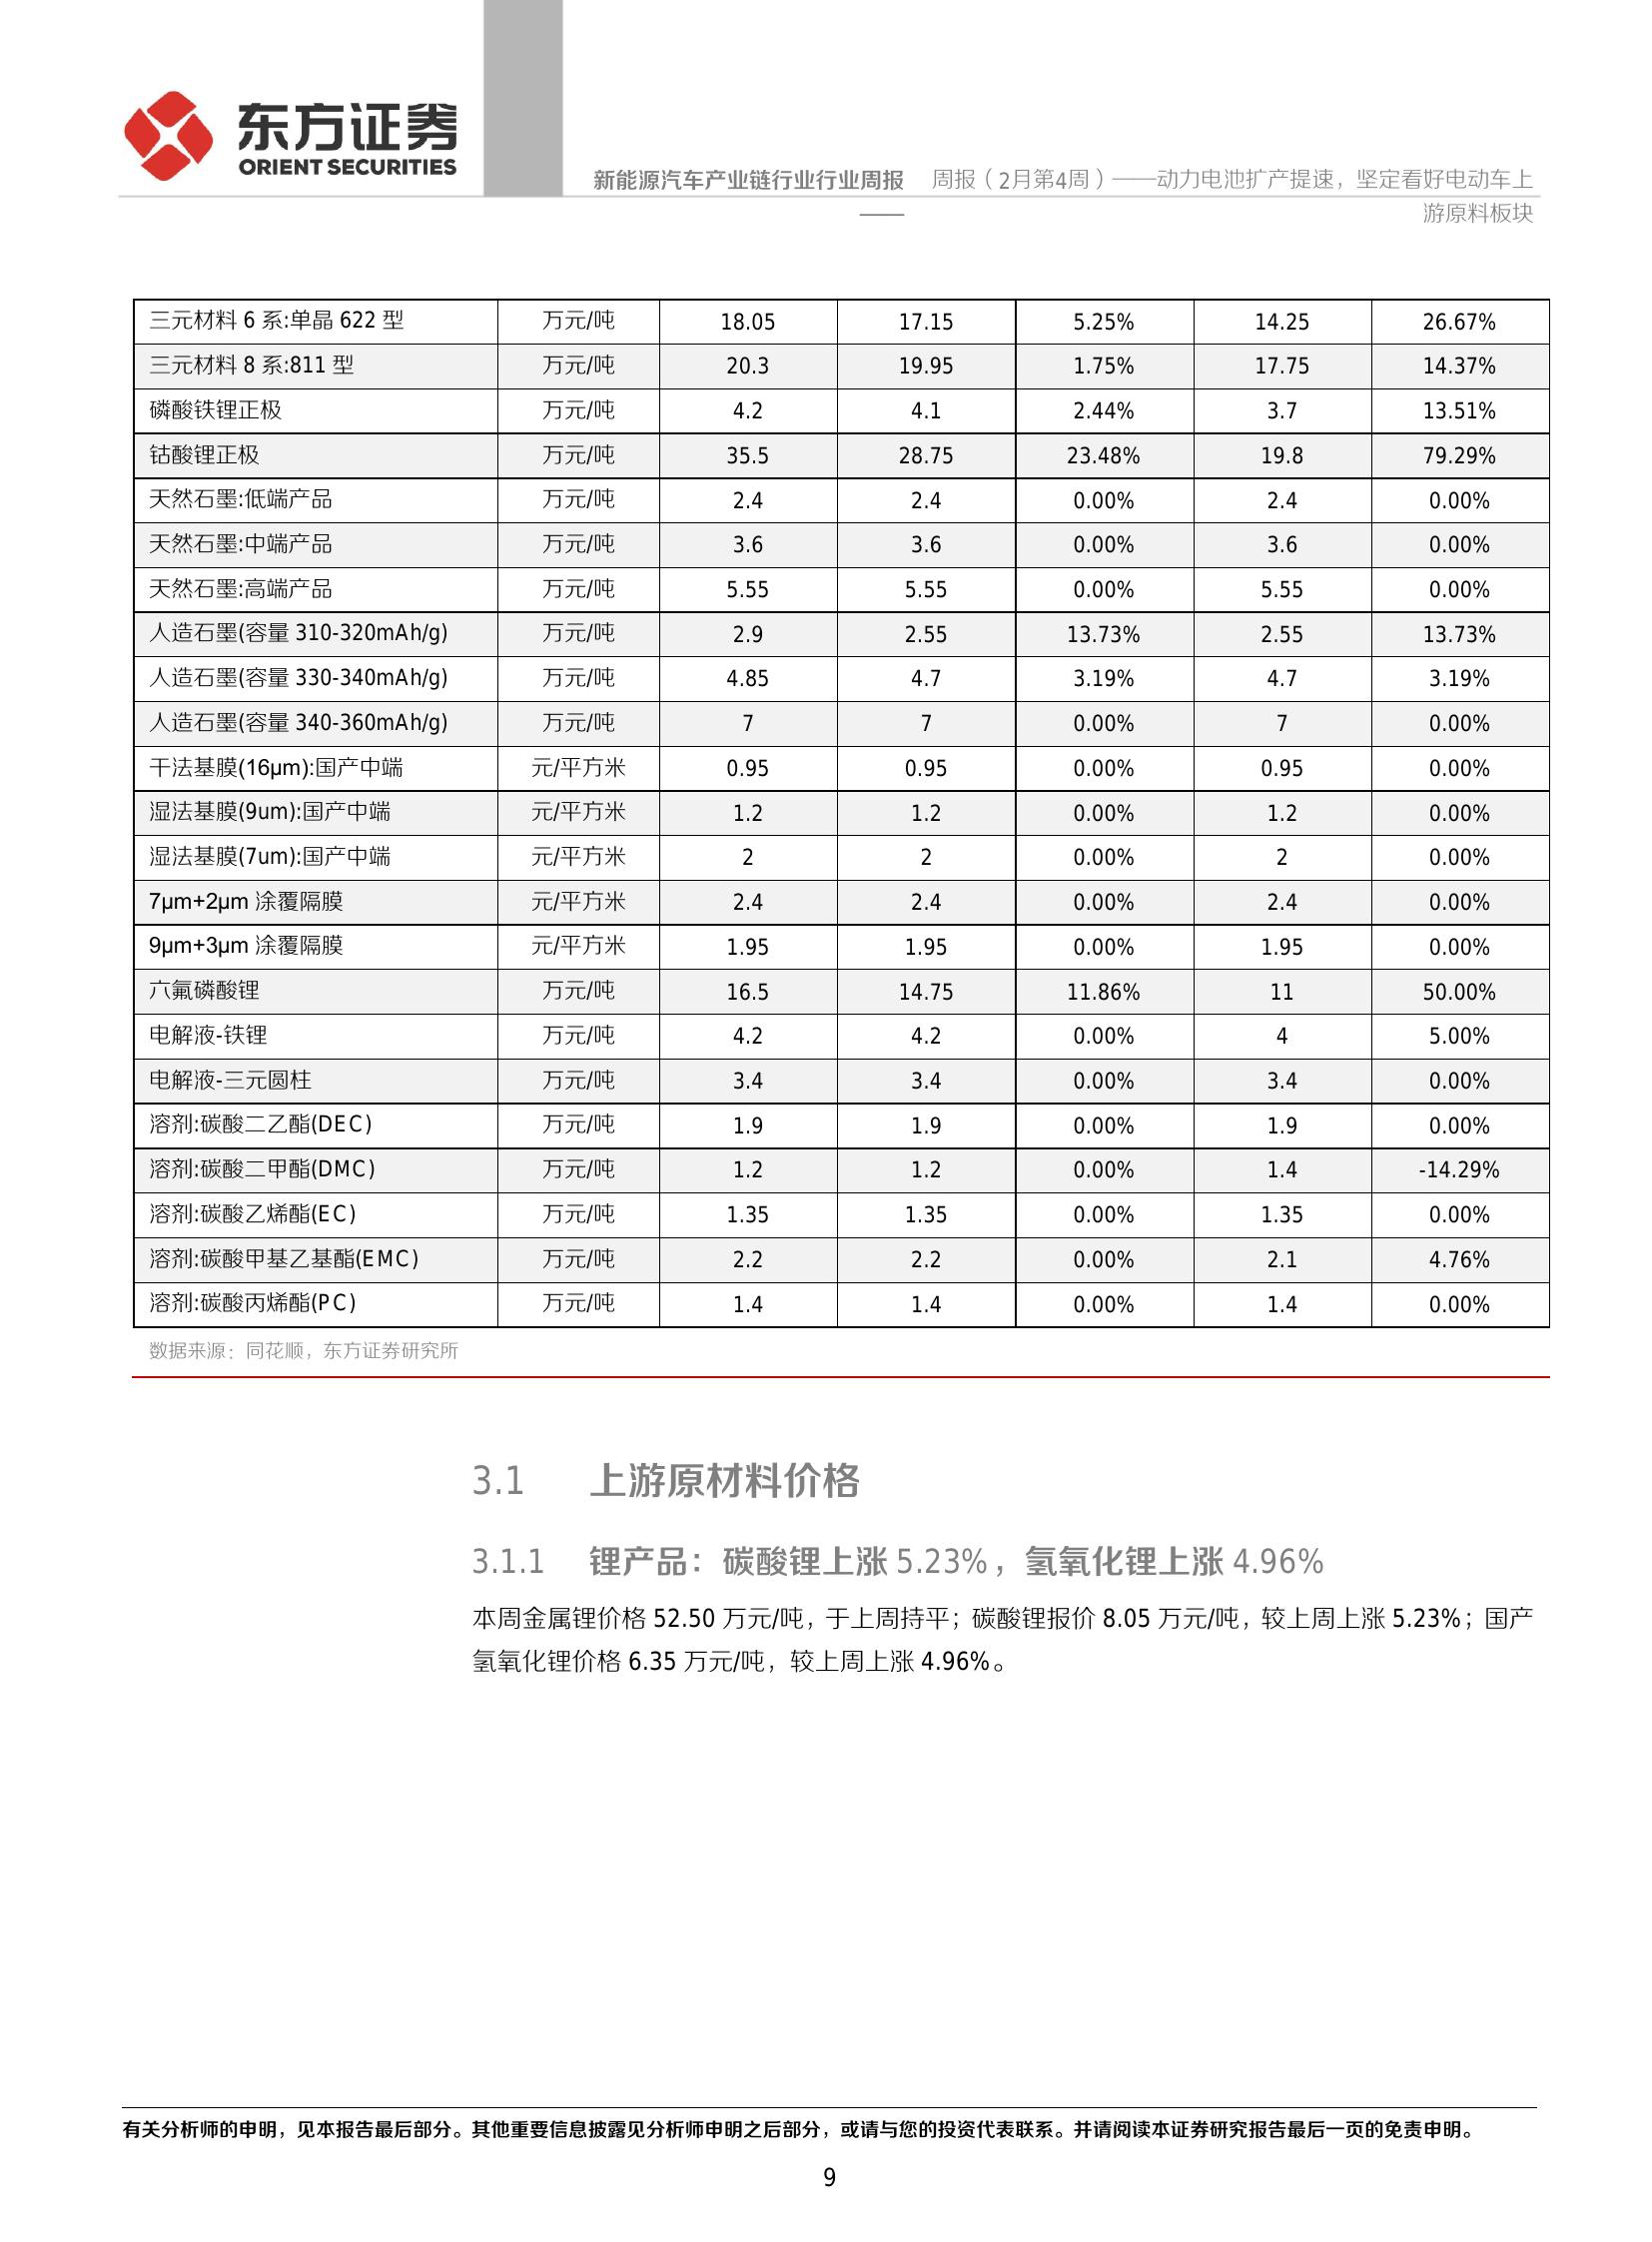 东方证券
ORIENT SECURITIES
新能源汽车产业链行业行业周报 周报（2月第4周）——动力电池扩产提速，坚定看好电动车上
—— 游原料板块
三元材料 6 系:单晶 622 型 万元/吨 18.05 17.15 5.25% 14.25 26.67%
三元材料 8 系:811 型 万元/吨 20.3 19.95 1.75% 17.75 14.37%
磷酸铁锂正极 万元/吨 4.2 4.1 2.44% 3.7 13.51%
钴酸锂正极 万元/吨 35.5 28.75 23.48% 19.8 79.29%
天然石墨:低端产品 万元/吨 2.4 2.4 0.00% 2.4 0.00%
天然石墨:中端产品 万元/吨 3.6 3.6 0.00% 3.6 0.00%
天然石墨:高端产品 万元/吨 5.55 5.55 0.00% 5.55 0.00%
人造石墨(容量 310-320mAh/g) 万元/吨 2.9 2.55 13.73% 2.55 13.73%
人造石墨(容量 330-340mAh/g) 万元/吨 4.85 4.7 3.19% 4.7 3.19%
人造石墨(容量 340-360mAh/g) 万元/吨 7 7 0.00% 7 0.00%
干法基膜(16μm):国产中端 元/平方米 0.95 0.95 0.00% 0.95 0.00%
湿法基膜(9um):国产中端 元/平方米 1.2 1.2 0.00% 1.2 0.00%
湿法基膜(7um):国产中端 元/平方米 2 2 0.00% 2 0.00%
7μm+2μm 涂覆隔膜 元/平方米 2.4 2.4 0.00% 2.4 0.00%
9μm+3μm 涂覆隔膜 元/平方米 1.95 1.95 0.00% 1.95 0.00%
六氟磷酸锂 万元/吨 16.5 14.75 11.86% 11 50.00%
电解液-铁锂 万元/吨 4.2 4.2 0.00% 4 5.00%
电解液-三元圆柱 万元/吨 3.4 3.4 0.00% 3.4 0.00%
溶剂:碳酸二乙酯(DEC) 万元/吨 1.9 1.9 0.00% 1.9 0.00%
溶剂:碳酸二甲酯(DMC) 万元/吨 1.2 1.2 0.00% 1.4 -14.29%
溶剂:碳酸乙烯酯(EC) 万元/吨 1.35 1.35 0.00% 1.35 0.00%
溶剂:碳酸甲基乙基酯(EMC) 万元/吨 2.2 2.2 0.00% 2.1 4.76%
溶剂:碳酸丙烯酯(PC) 万元/吨 1.4 1.4 0.00% 1.4 0.00%
数据来源：同花顺，东方证券研究所
3.1 上游原材料价格
3.1.1 锂产品：碳酸锂上涨 5.23%，氢氧化锂上涨 4.96%
本周金属锂价格 52.50 万元/吨，于上周持平；碳酸锂报价 8.05 万元/吨，较上周上涨 5.23%；国产
氢氧化锂价格 6.35 万元/吨，较上周上涨 4.96%。
有关分析师的申明，见本报告最后部分。其他重要信息披露见分析师申明之后部分，或请与您的投资代表联系。并请阅读本证券研究报告最后一页的免责申明。
9